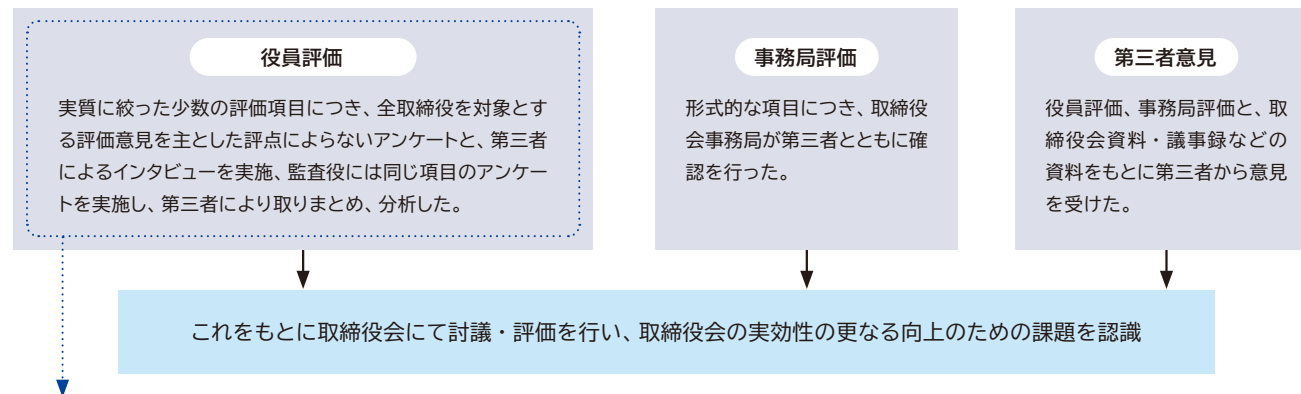 役員評価
実質に絞った少数の評価項目につき、全取締役を対象とす
る評価意見を主とした評点によらないアンケートと、第三者
によるインタビューを実施、監査役には同じ項目のアンケー
トを実施し、第三者により取りまとめ、分析した。
事務局評価
形式的な項目につき、取締役
会事務局が第三者とともに確
認を行った。
第三者意見
役員評価、事務局評価と、取
締役会資料・議事録などの
資料をもとに第三者から意見
を受けた。
これをもとに取締役会にて討議・評価を行い、取締役会の実効性の更なる向上のための課題を認識